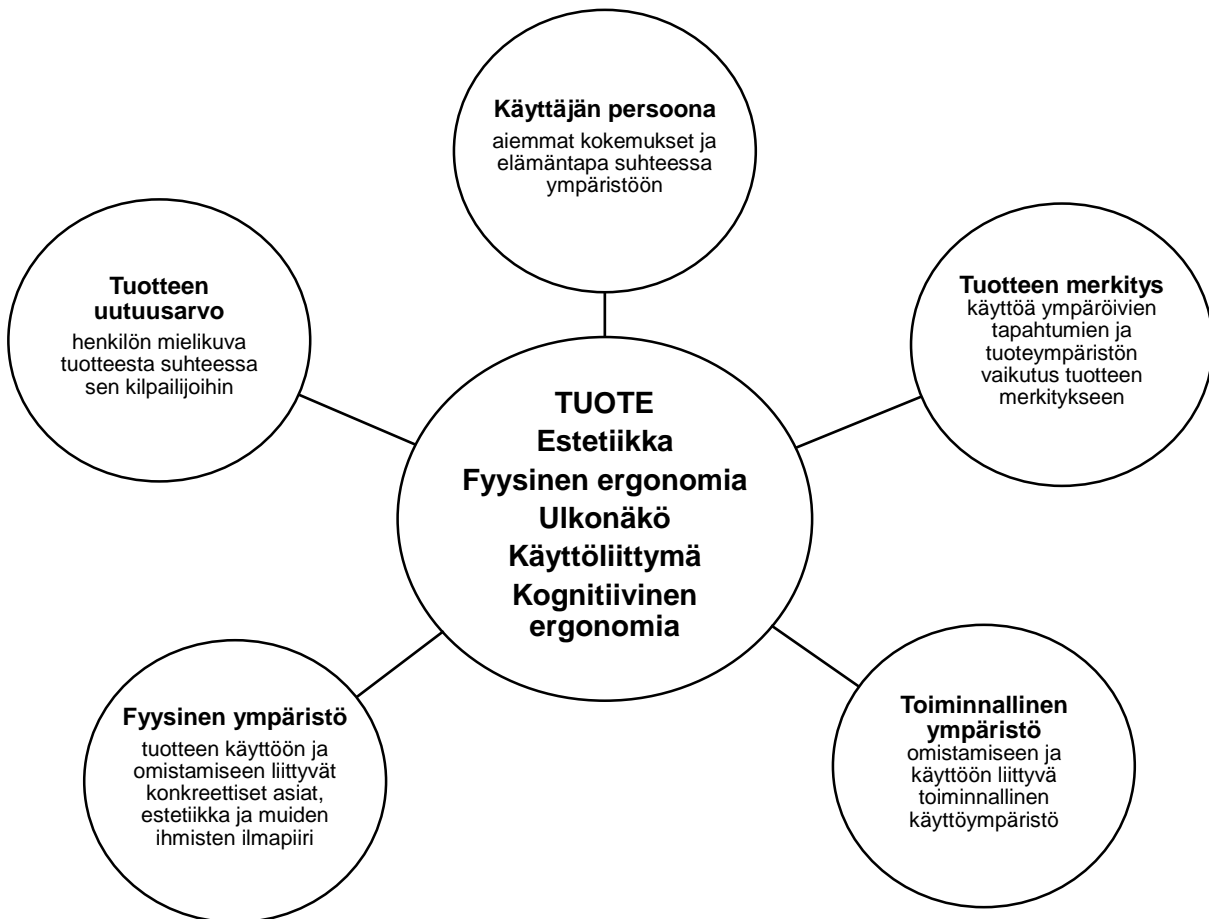 Käyttäjän persoona
aiemmat kokemukset ja
elämäntapa suhteessa
ympäristöön
Tuotteen
uutuusarvo
henkilön mielikuva
tuotteesta suhteessa
sen kilpailijoihin
Tuotteen merkitys
käyttöä ympäröivien
tapahtumien ja
tuoteympäristön
vaikutus tuotteen
merkitykseen
TUOTE
Estetiikka
Fyysinen ergonomia
Ulkonäkö
Käyttöliittymä
Kognitiivinen
ergonomia
Fyysinen ympäristö
tuotteen käyttöön ja
omistamiseen liittyvät
konkreettiset asiat,
estetiikka ja muiden
ihmisten ilmapiiri
Toiminnallinen
ympäristö
omistamiseen ja
käyttöön liittyvä
toiminnallinen
käyttöympäristö